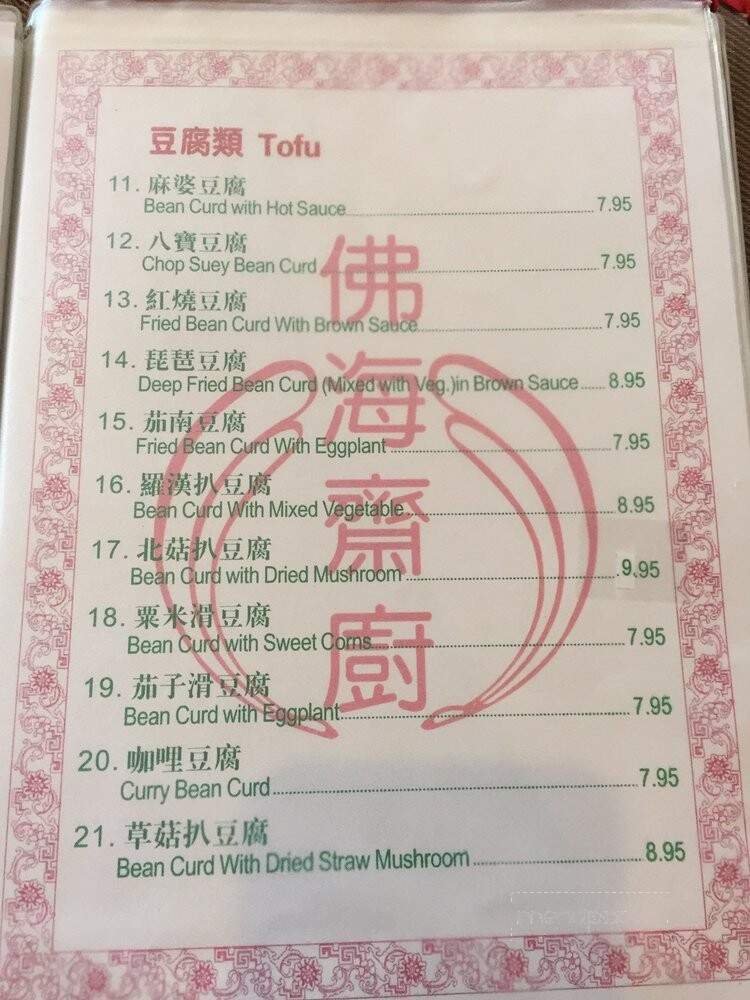 豆腐類 Tofu
11. 麻婆豆腐
Bean Curd with Hot Sauce 7.95
12. 八寶豆腐
Chop Suey Bean Curd 7.95
13. 紅燒豆腐
Fried Bean Curd With Brown Sauce 7.95
14. 琵琶豆腐
Deep Fried Bean Curd (Mixed with Veg.)in Brown Sauce 8.95
15. 茄南豆腐
Fried Bean Curd With Eggplant 7.95
16. 羅漢扒豆腐
Bean Curd With Mixed Vegetable 8.95
17. 北菇扒豆腐
Bean Curd with Dried Mushroom 9.95
18. 粟米滑豆腐
Bean Curd with Sweet Corns 7.95
19. 茄子滑豆腐
Bean Curd with Eggplant 7.95
20. 咖哩豆腐
Curry Bean Curd 7.95
21. 草菇扒豆腐
Bean Curd With Dried Straw Mushroom 8.95
佛海齋廚